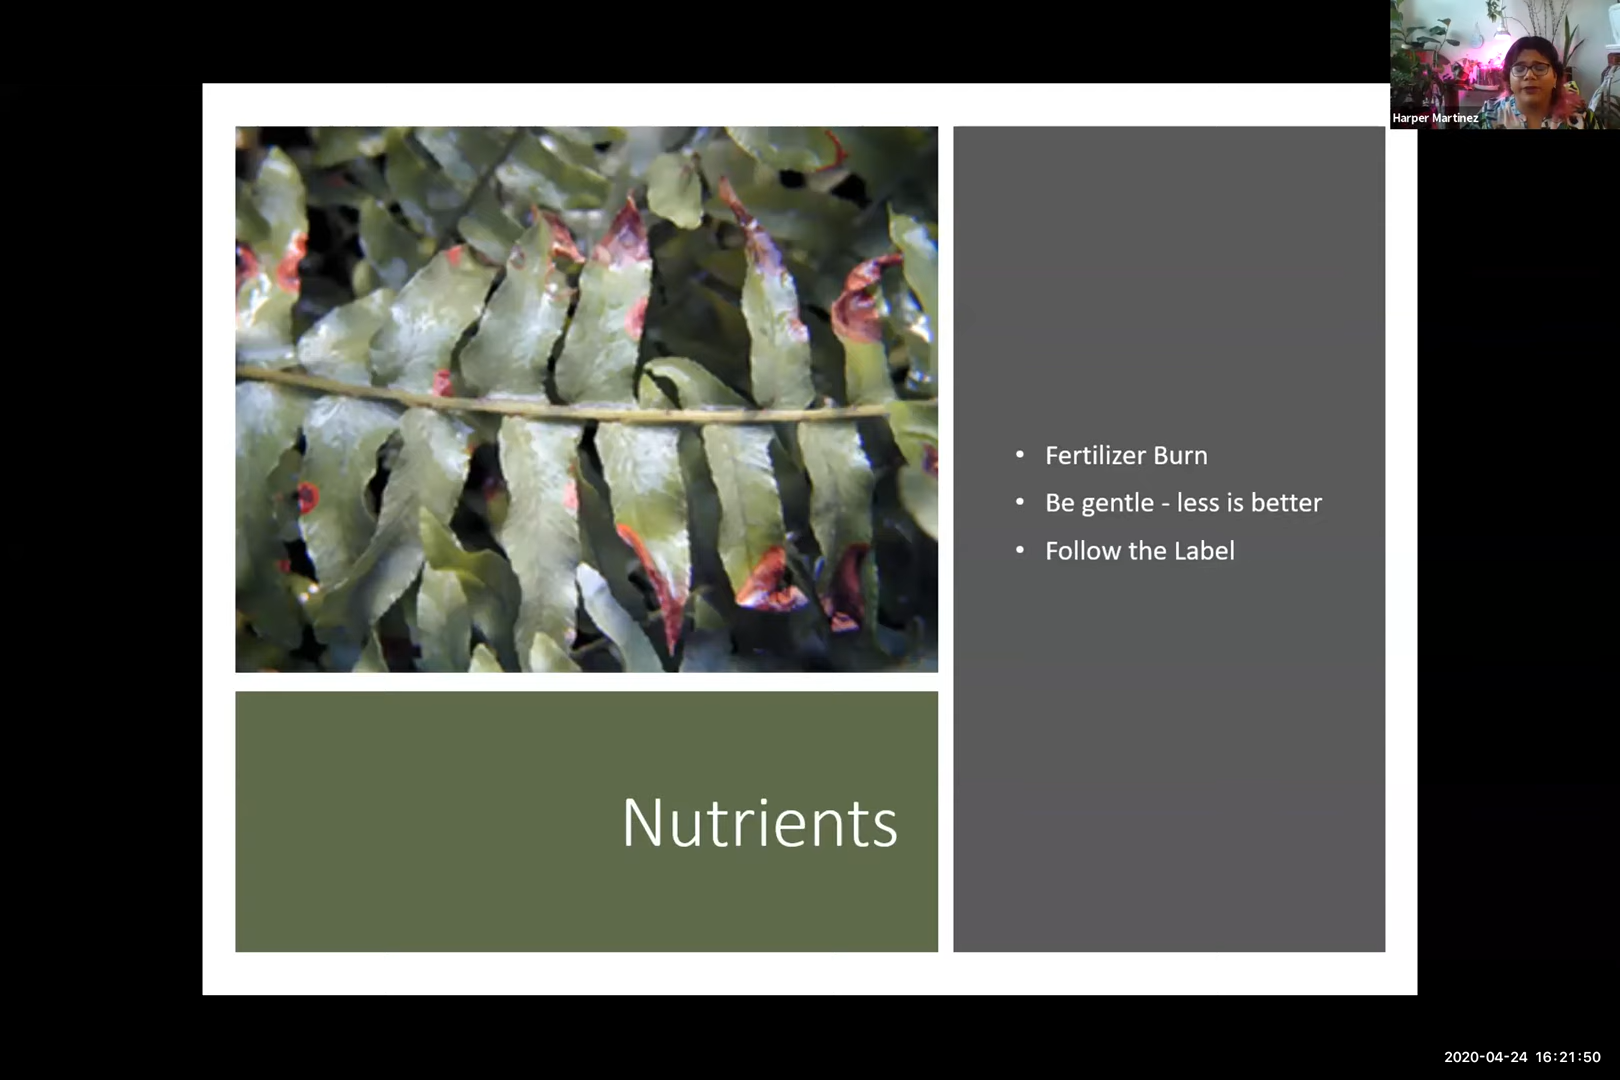 Harper Martinez
• Fertilizer Burn
• Be gentle - less is better
• Follow the Label
Nutrients
2020-04-24 16:21:50